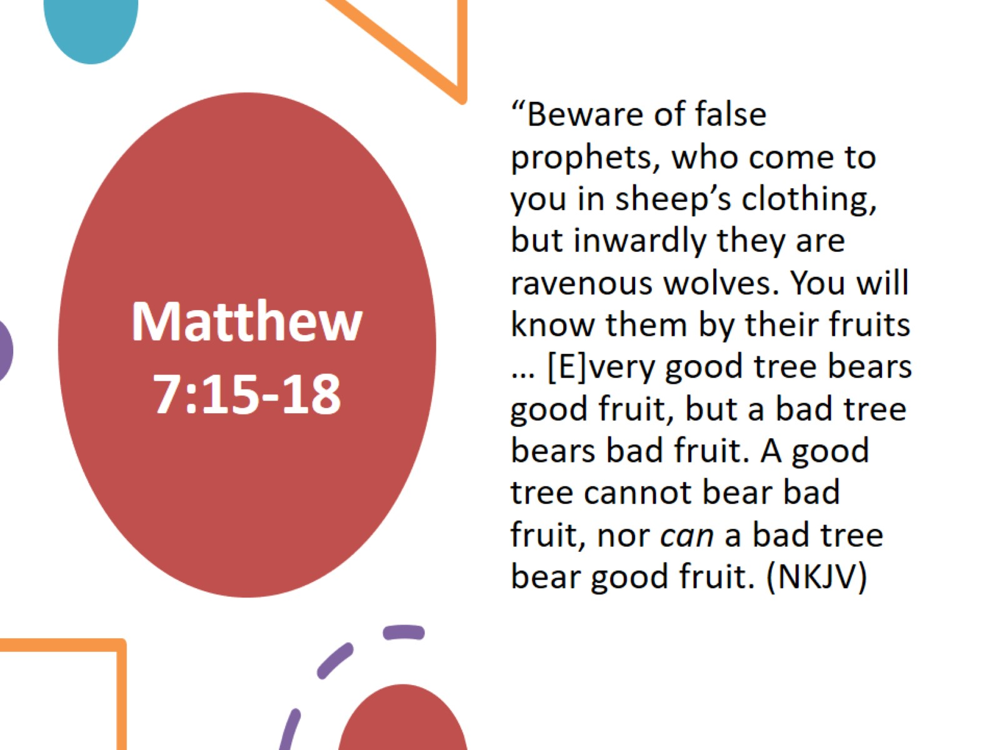 Matthew
7:15-18
“Beware of false
prophets, who come to
you in sheep’s clothing,
but inwardly they are
ravenous wolves. You will
know them by their fruits
… [E]very good tree bears
good fruit, but a bad tree
bears bad fruit. A good
tree cannot bear bad
fruit, nor can a bad tree
bear good fruit. (NKJV)